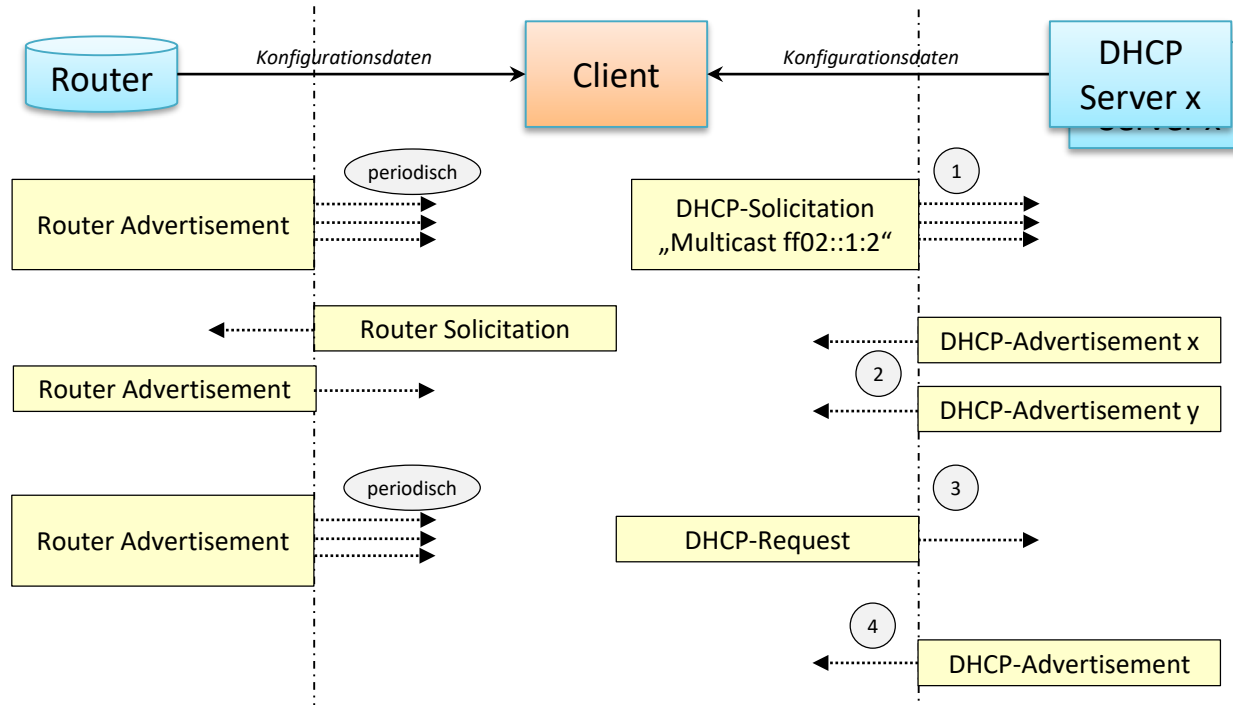 Router
Konfigurationsdaten
Client
Konfigurationsdaten
DHCP
Server x
Server x
Router Advertisement
periodisch
DHCP-Solicitation
„Multicast ff02::1:2“
1
Router Solicitation
DHCP-Advertisement x
Router Advertisement
2
DHCP-Advertisement y
Router Advertisement
periodisch
3
DHCP-Request
4
DHCP-Advertisement